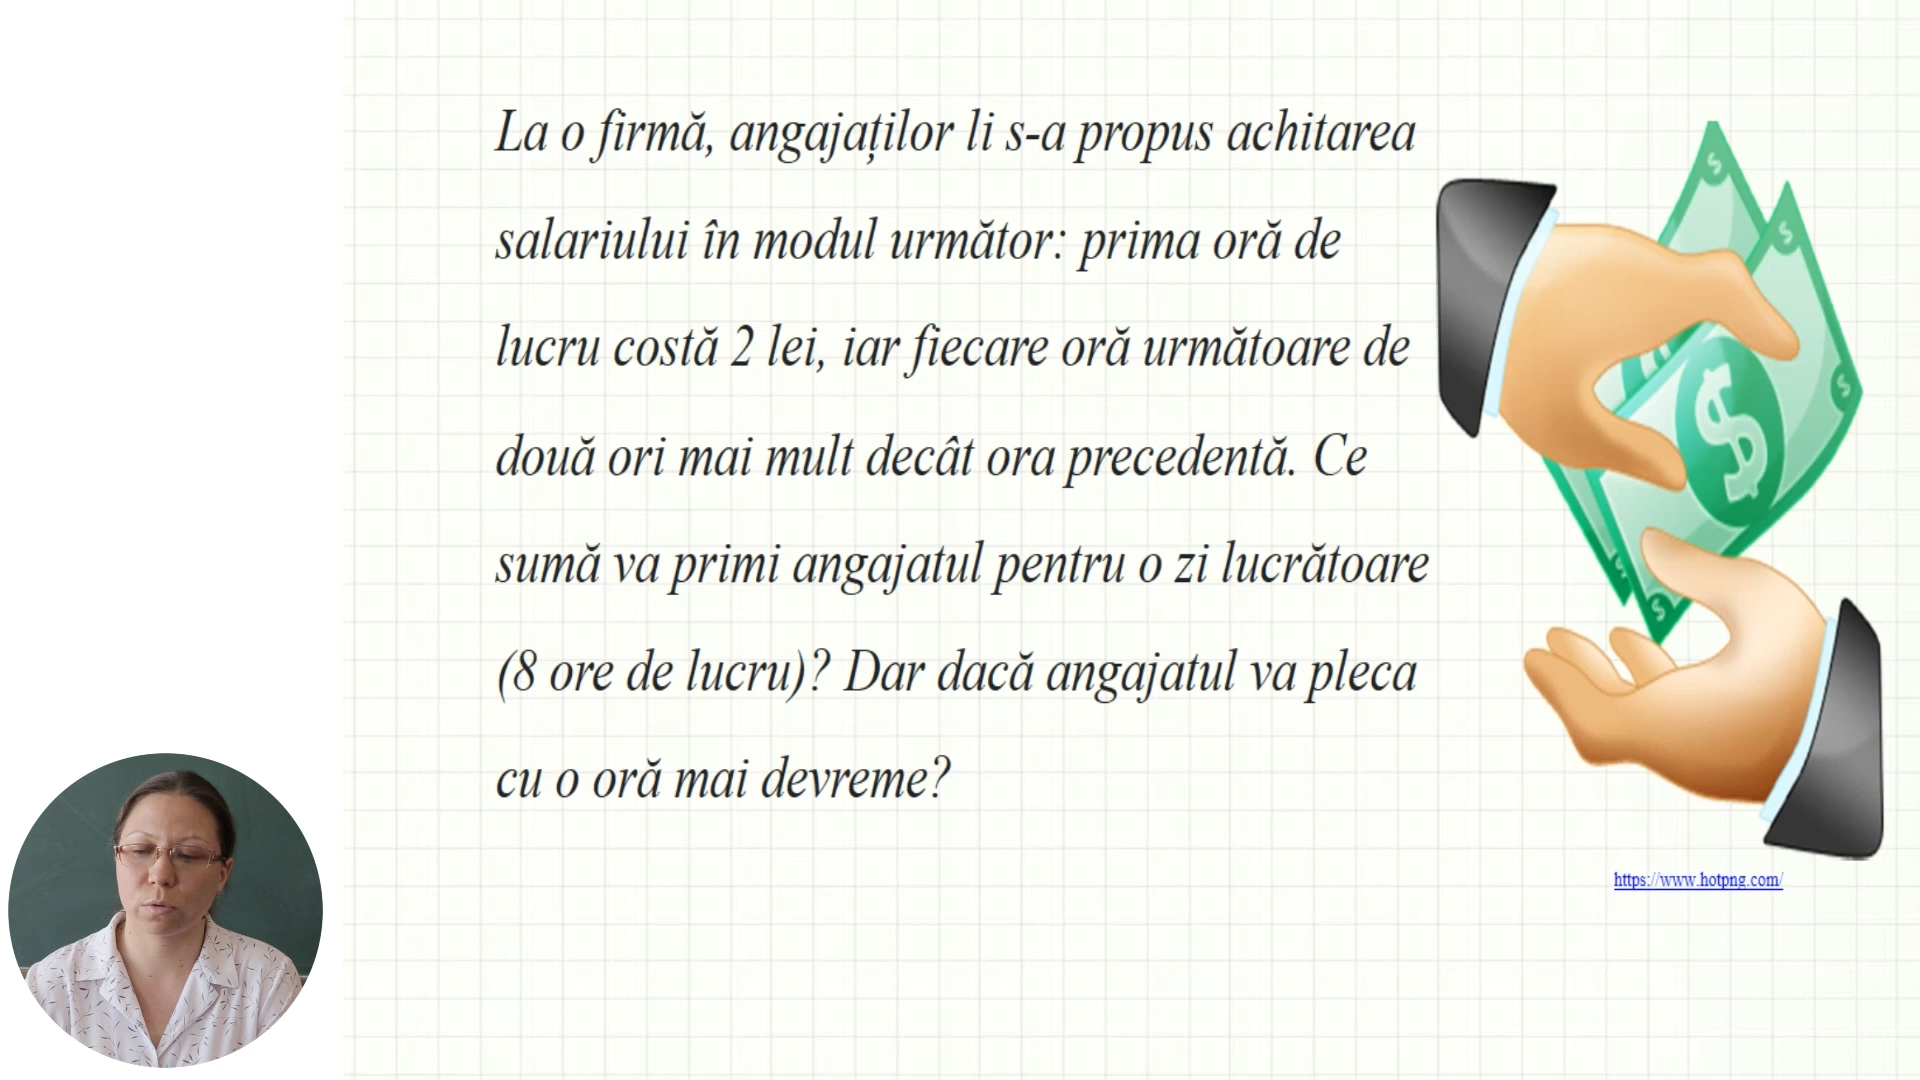 La o firmă, angajaților li s-a propus achitarea
salariului în modul următor: prima oră de
lucru costă 2 lei, iar fiecare oră următoare de
două ori mai mult decât ora precedentă. Ce
sumă va primi angajatul pentru o zi lucrătoare
(8 ore de lucru)? Dar dacă angajatul va pleca
cu o oră mai devreme?
$
$
$
$
$
https://www.hotpng.com/